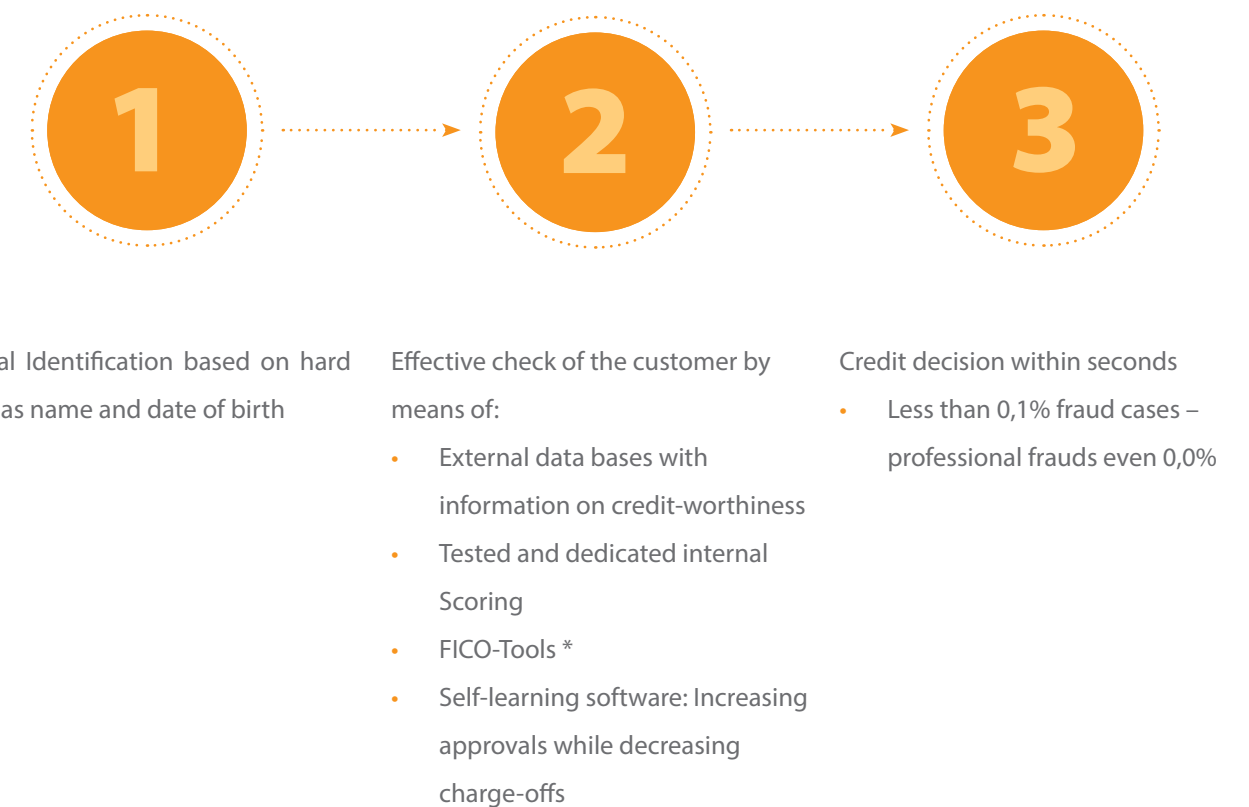 1
2
3
Identification based on hard
as name and date of birth
Effective check of the customer by
means of:
• External data bases with
information on credit-worthiness
• Tested and dedicated internal
Scoring
• FICO-Tools *
• Self-learning software: Increasing
approvals while decreasing
charge-offs
Credit decision within seconds
• Less than 0,1% fraud cases –
professional frauds even 0,0%